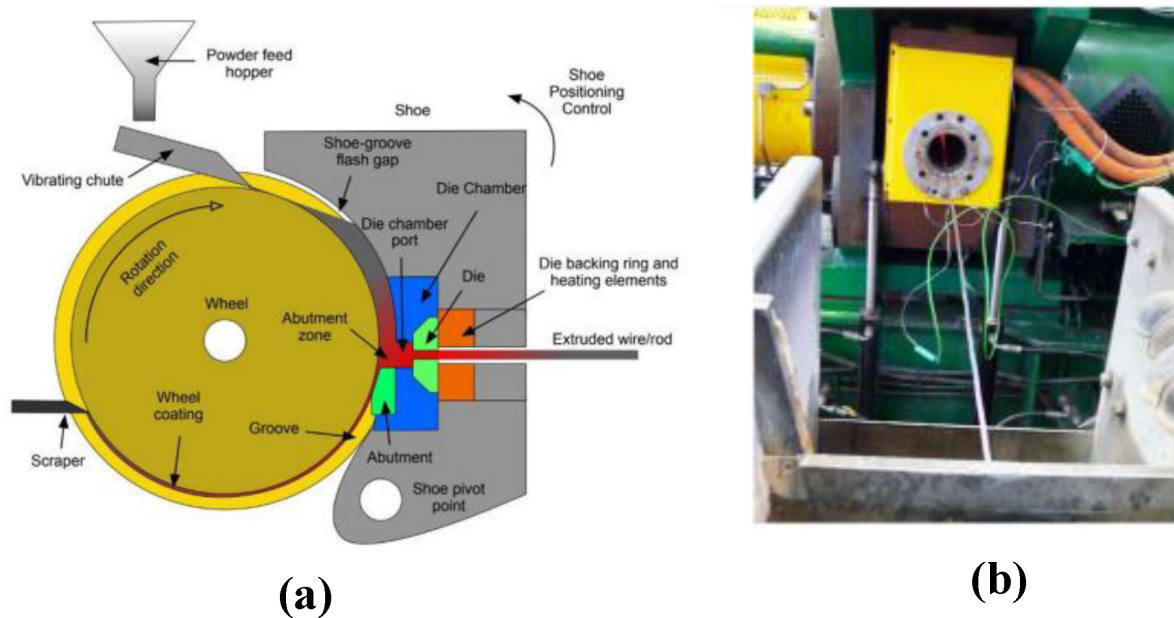 Powder feed
hopper
Shoe
Positioning
Control
Shoe
Shoe-groove
flash gap
Vibrating chute
Die Chamber
Die chamber
port
Rotation
direction
Die backing ring and
heating elements
Die
Wheel
Abutment
zone
Extruded wire/rod
Wheel
coating
Groove
Scraper
Abutment
Shoe pivot
point
(a)
(b)